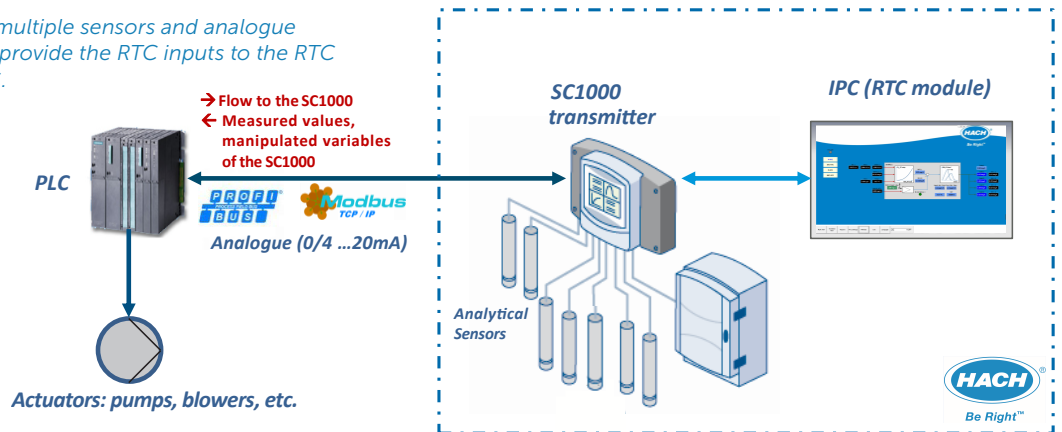 multiple sensors and analogue
provide the RTC inputs to the RTC
→ Flow to the SC1000
← Measured values,
manipulated variables
of the SC1000
PLC
PROFI
BUS
Modbus
TCP / IP
Analogue (0/4 ...20mA)
Actuators: pumps, blowers, etc.
SC1000
transmitter
IPC (RTC module)
HACH
Be Right™
Analytical
Sensors
HACH®
Be Right™